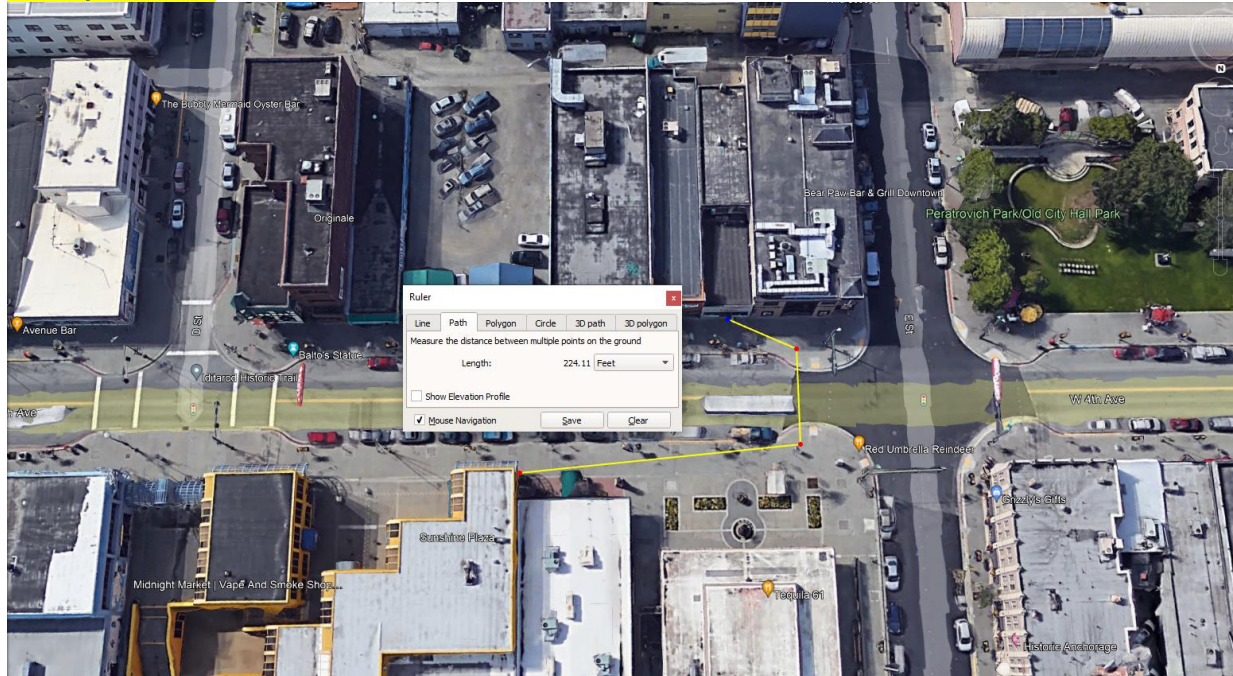 The Bubbly Mermaid Oyster Bar
Bear Paw Bar & Grill Downtown
Originale
Peratrovich Park/Old City Hall Park
N
Ruler
x
Line Path Polygon Circle 3D path 3D polygon
Measure the distance between multiple points on the ground
Length: 224.11 Feet
Show Elevation Profile
Mouse Navigation Save Clear
Avenue Bar
D St
E St
Balto's Statue
Iditarod Historic Trail
h Ave
W 4th Ave
Red Umbrella Reindeer
Grizzly's Gifts
Sunshine Plaza
Midnight Market | Vape And Smoke Shop...
Tequila 61
Historic Anchorage